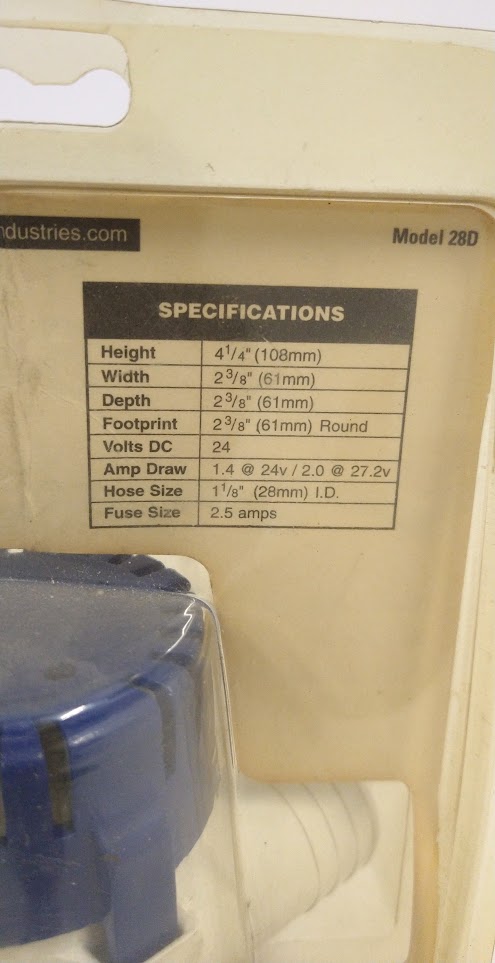 ndustries.com
Model 28D
SPECIFICATIONS
Height 4 1/4" (108mm)
Width 2 3/8" (61mm)
Depth 2 3/8" (61mm)
Footprint 2 3/8" (61mm) Round
Volts DC 24
Amp Draw 1.4 @ 24v / 2.0 @ 27.2v
Hose Size 1 1/8" (28mm) I.D.
Fuse Size 2.5 amps